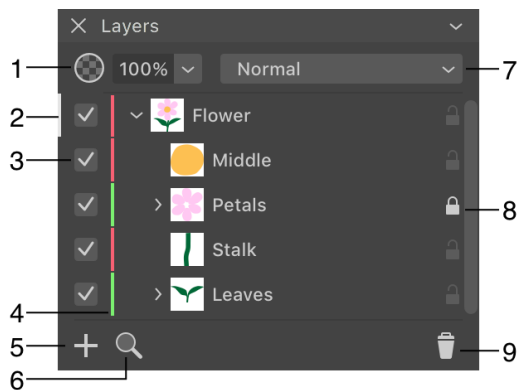 Layers
1 100% Normal 7
2 Flower
3 Middle
Petals 8
Stalk
4 Leaves
5 9
6